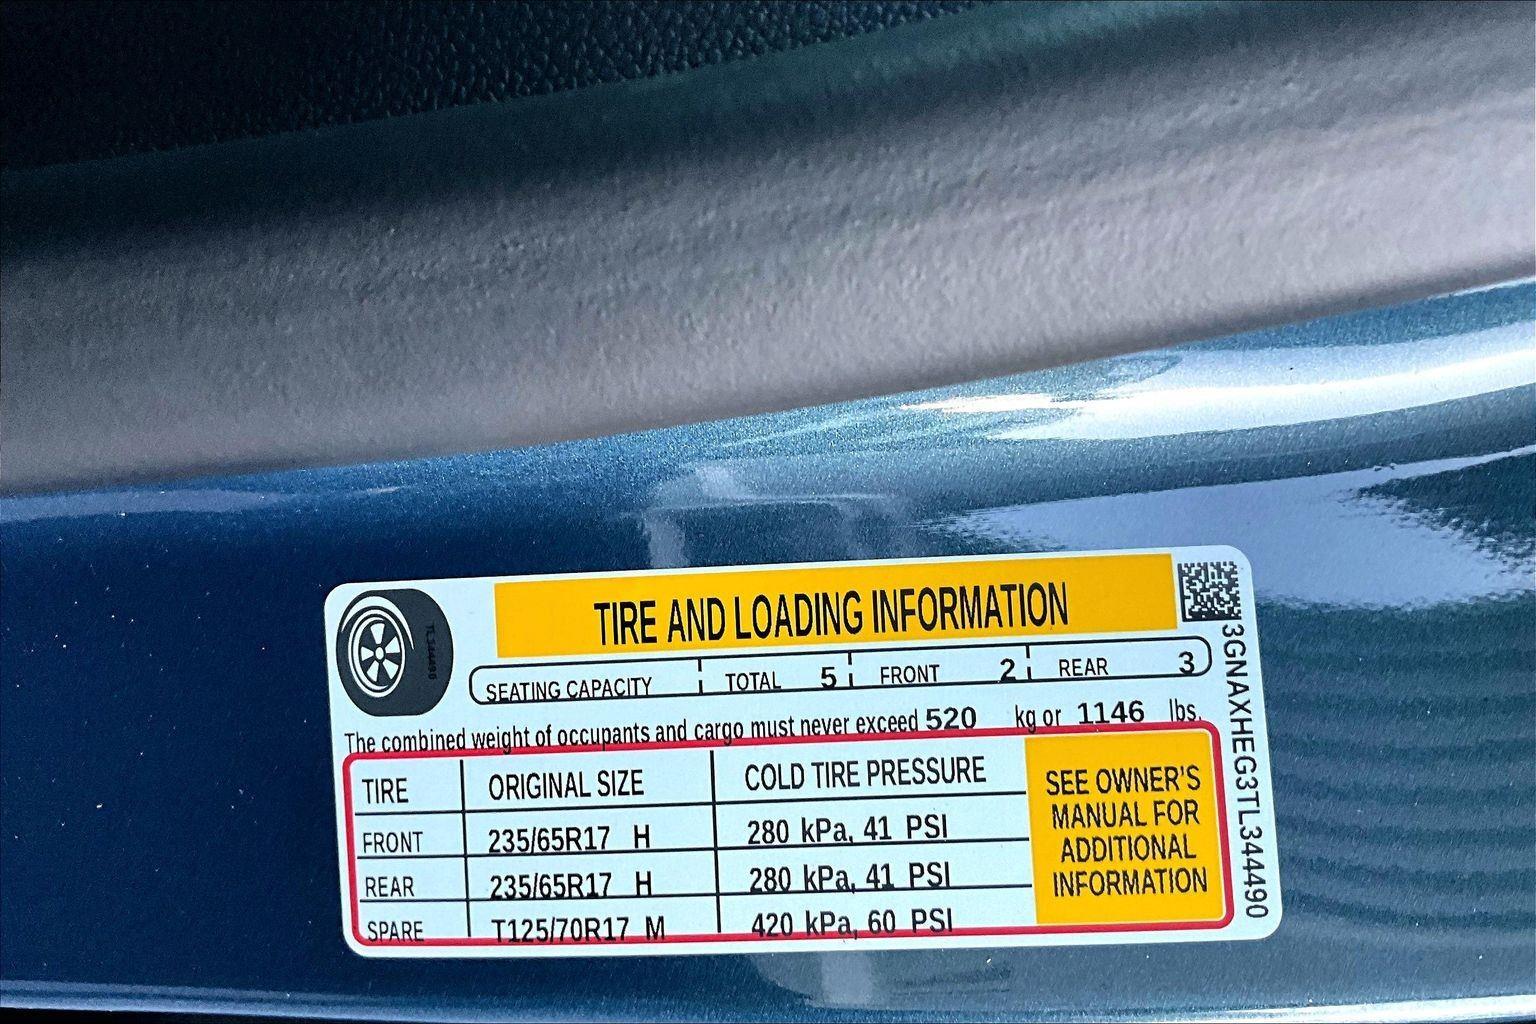 TIRE AND LOADING INFORMATION
SEATING CAPACITY TOTAL 5 FRONT 2 REAR 3
The combined weight of occupants and cargo must never exceed 520 kg or 1146 lbs.
TIRE ORIGINAL SIZE COLD TIRE PRESSURE
FRONT 235/65R17 H 280 kPa, 41 PSI
REAR 235/65R17 H 280 kPa, 41 PSI
SPARE T125/70R17 M 420 kPa, 60 PSI
SEE OWNER'S
MANUAL FOR
ADDITIONAL
INFORMATION
3GNAXHEG3TL344490
TL344490